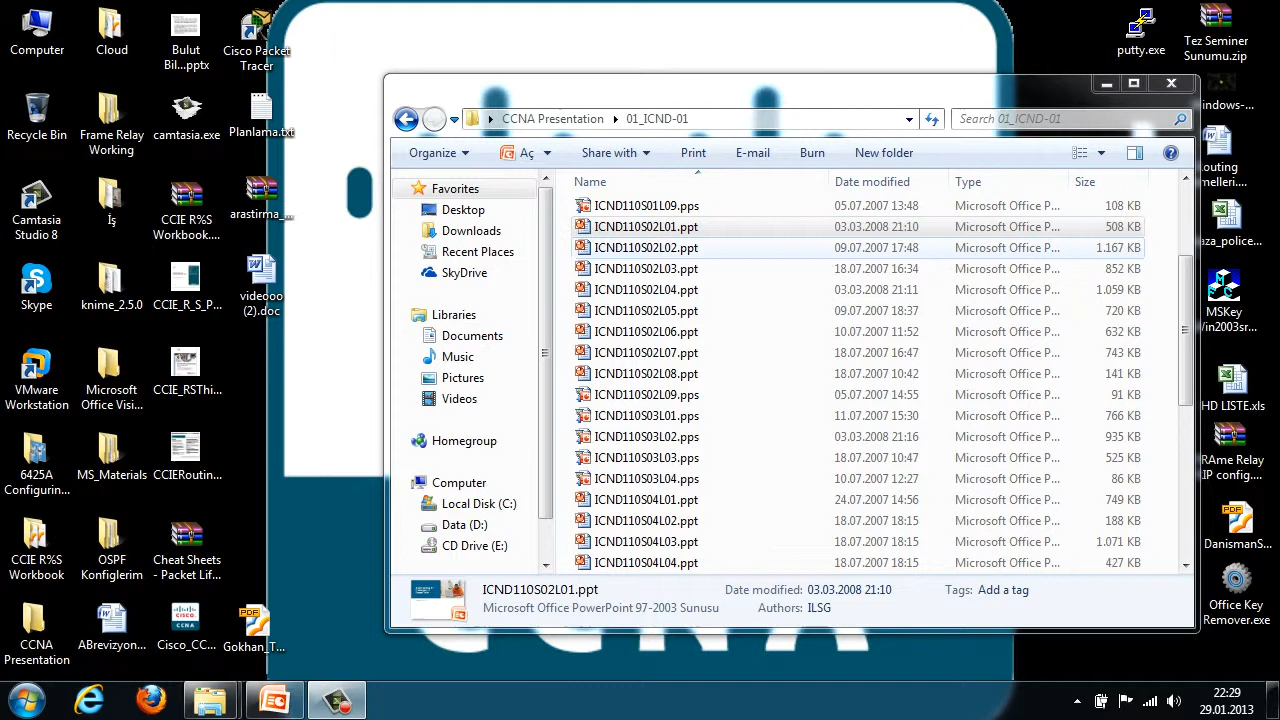 Computer
Cloud
Bulut
Bil...pptx
Cisco Packet
Tracer
Recycle Bin
Frame Relay
Working
camtasia.exe
Planlama.txt
Camtasia
Studio 8
İş
CCIE R%S
Workbook....
arastirma_...
Skype
knime_2.5.0
CCIE_R_S_P...
videooo
(2).doc
VMware
Workstation
Microsoft
Office Visi...
CCIE_RSThi...
6425A
Configurin...
MS_Materials
CCIERoutin...
CCIE R%S
Workbook
OSPF
Konfiglerim
Cheat Sheets
- Packet Lif...
CCNA
Presentation
ABrevizyon...
Cisco_CC...
Gokhan_T...
putty.exe
Tez Seminer
Sunumu.zip
MSKey
HD LISTE.xls
RAme Relay
IP config....
DanismanS...
Office Key
Remover.exe
CCNA Presentation
01_ICND-01
Search 01_ICND-01
Organize
Aç
Share with
Print
E-mail
Burn
New folder
Favorites
Desktop
Downloads
Recent Places
SkyDrive
Libraries
Documents
Music
Pictures
Videos
Homegroup
Computer
Local Disk (C:)
Data (D:)
CD Drive (E:)
Name Date modified Type Size
ICND110S01L09.pps 05.07.2007 13:48 Microsoft Office P... 108 KB
ICND110S02L01.ppt 03.03.2008 21:10 Microsoft Office P... 508 KB
ICND110S02L02.ppt 09.07.2007 17:48 Microsoft Office P... 1.167 KB
ICND110S02L03.ppt 18.07.2007 16:34 Microsoft Office P... 852 KB
ICND110S02L04.ppt 03.03.2008 21:11 Microsoft Office P... 1.059 KB
ICND110S02L05.ppt 09.07.2007 18:37 Microsoft Office P... 720 KB
ICND110S02L06.ppt 10.07.2007 11:52 Microsoft Office P... 632 KB
ICND110S02L07.ppt 18.07.2007 16:47 Microsoft Office P... 743 KB
ICND110S02L08.ppt 18.07.2007 10:42 Microsoft Office P... 141 KB
ICND110S02L09.pps 05.07.2007 14:55 Microsoft Office P... 91 KB
ICND110S03L01.pps 11.07.2007 15:30 Microsoft Office P... 766 KB
ICND110S03L02.pps 03.03.2008 21:16 Microsoft Office P... 325 KB
ICND110S03L03.pps 18.07.2007 10:47 Microsoft Office P... 525 KB
ICND110S03L04.pps 10.07.2007 12:27 Microsoft Office P... 145 KB
ICND110S04L01.ppt 24.07.2007 14:56 Microsoft Office P... 749 KB
ICND110S04L02.ppt 18.07.2007 18:15 Microsoft Office P... 188 KB
ICND110S04L03.ppt 18.07.2007 18:15 Microsoft Office P... 1.071 KB
ICND110S04L04.ppt 18.07.2007 18:15 Microsoft Office P... 427 KB
ICND110S02L01.ppt Date modified: 03.03.2008 21:10 Tags: Add a tag
Microsoft Office PowerPoint 97-2003 Sunusu Authors: ILSG
22:29
29.01.2013